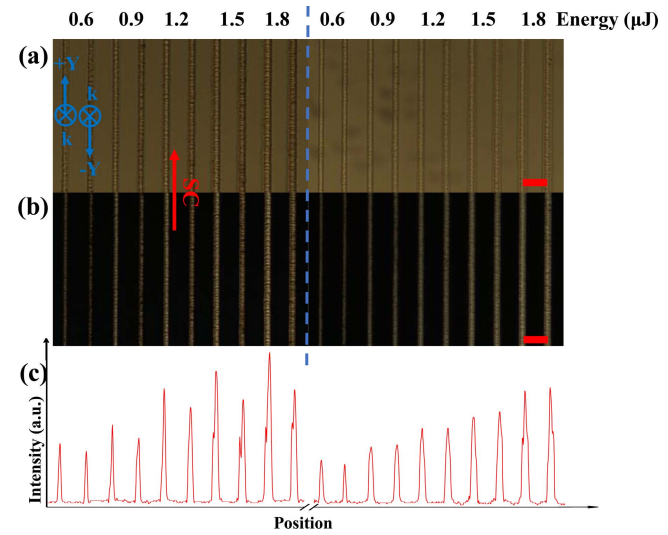 0.6 0.9 1.2 1.5 1.8 0.6 0.9 1.2 1.5 1.8 Energy (μJ)
(a)
+Y
k
k
-Y
SC
(b)
(c)
Intensity (a.u.)
Position